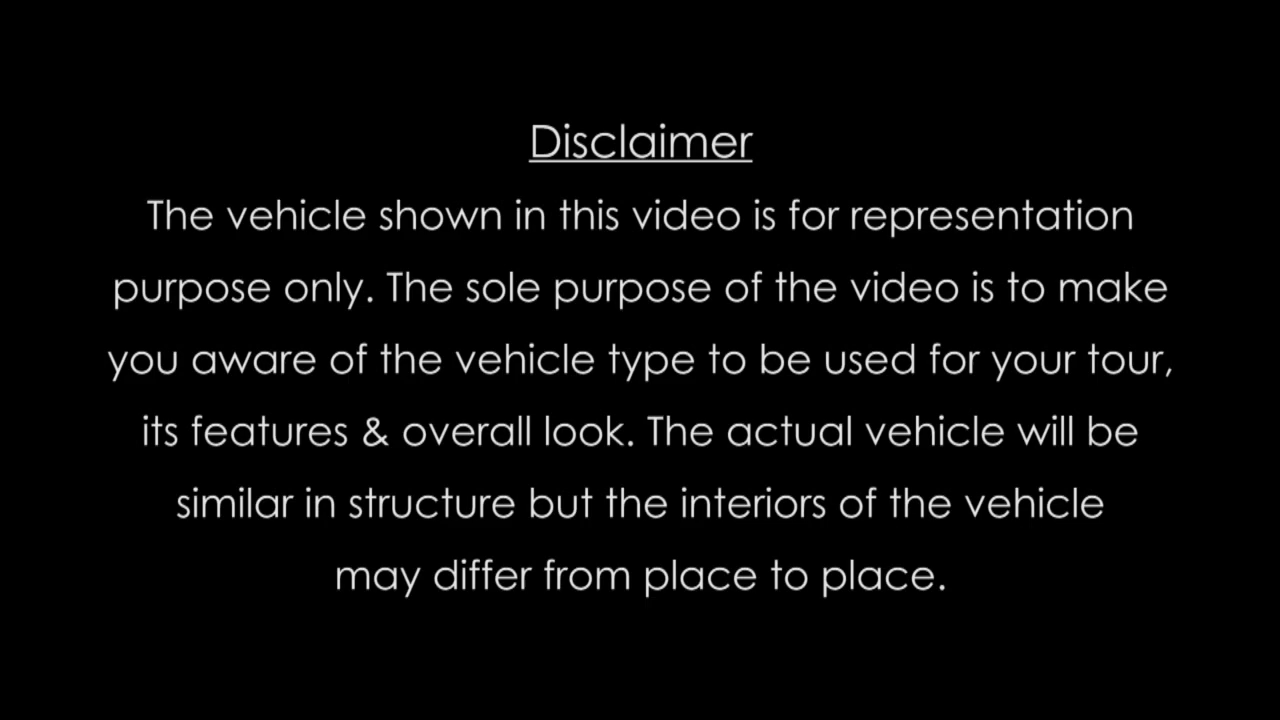 Disclaimer
The vehicle shown in this video is for representation
purpose only. The sole purpose of the video is to make
you aware of the vehicle type to be used for your tour,
its features & overall look. The actual vehicle will be
similar in structure but the interiors of the vehicle
may differ from place to place.